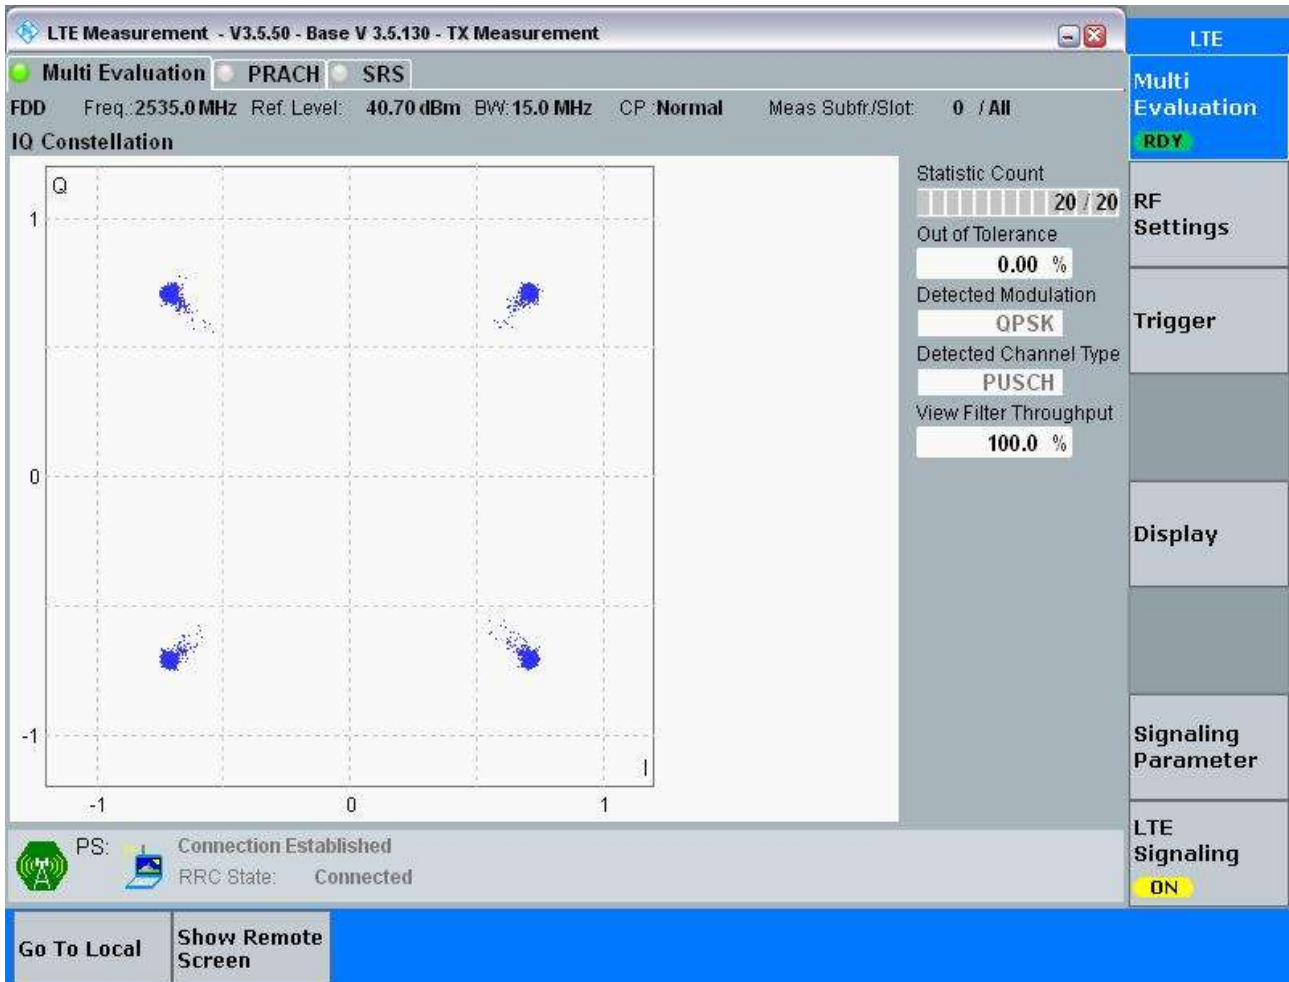 LTE Measurement - V3.5.50 - Base V 3.5.130 - TX Measurement
Multi Evaluation PRACH SRS
FDD Freq.:2535.0 MHz Ref. Level: 40.70 dBm BW:15.0 MHz CP :Normal Meas Subfr./Slot: 0 / All
IQ Constellation
Q
1
0
-1
I
-1 0 1
Statistic Count
20 / 20
Out of Tolerance
0.00 %
Detected Modulation
QPSK
Detected Channel Type
PUSCH
View Filter Throughput
100.0 %
PS: Connection Established
RRC State: Connected
LTE
Multi
Evaluation
RDY
RF
Settings
Trigger
Display
Signaling
Parameter
LTE
Signaling
ON
Go To Local
Show Remote
Screen